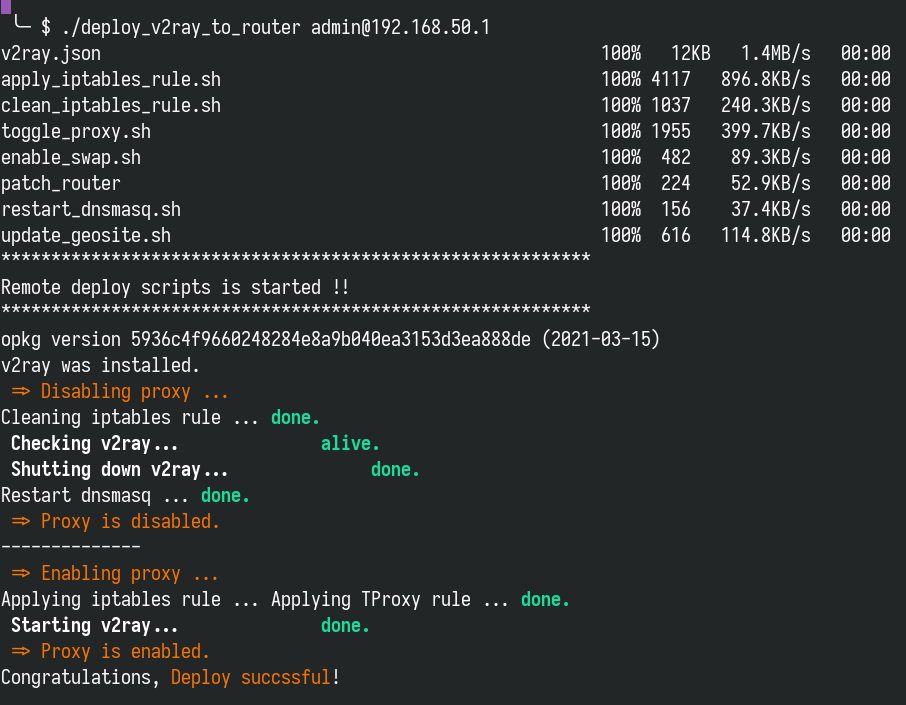 ╰─ $ ./deploy_v2ray_to_router admin@192.168.50.1
v2ray.json 100% 12KB 1.4MB/s 00:00
apply_iptables_rule.sh 100% 4117 896.8KB/s 00:00
clean_iptables_rule.sh 100% 1037 240.3KB/s 00:00
toggle_proxy.sh 100% 1955 399.7KB/s 00:00
enable_swap.sh 100% 482 89.3KB/s 00:00
patch_router 100% 224 52.9KB/s 00:00
restart_dnsmasq.sh 100% 156 37.4KB/s 00:00
update_geosite.sh 100% 616 114.8KB/s 00:00
***********************************************************
Remote deploy scripts is started !!
***********************************************************
opkg version 5936c4f9660248284e8a9b040ea3153d3ea888de (2021-03-15)
v2ray was installed.
=> Disabling proxy ...
Cleaning iptables rule ... done.
Checking v2ray... alive.
Shutting down v2ray... done.
Restart dnsmasq ... done.
=> Proxy is disabled.
--------------
=> Enabling proxy ...
Applying iptables rule ... Applying TProxy rule ... done.
Starting v2ray... done.
=> Proxy is enabled.
Congratulations, Deploy succssful!